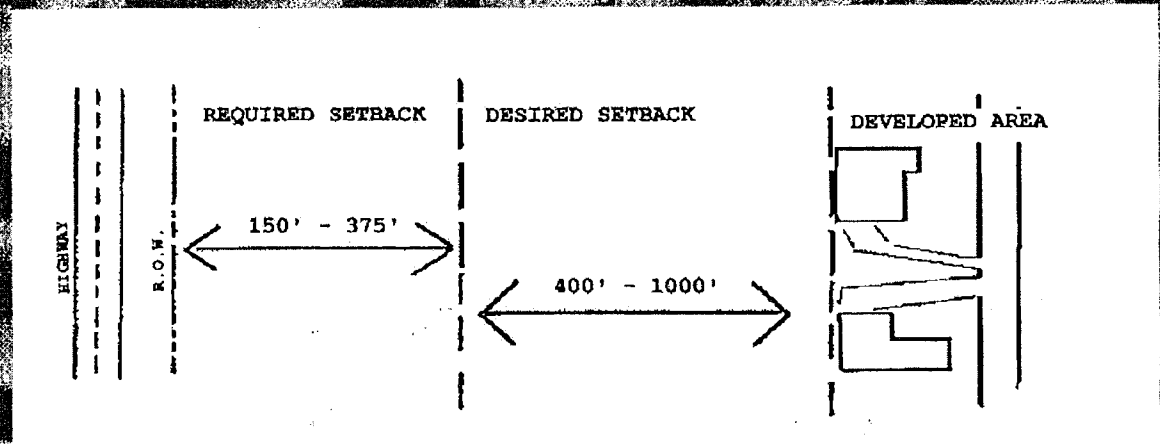 REQUIRED SETBACK
DESIRED SETBACK
DEVELOPED AREA
150' - 375'
400' - 1000'
HIGHWAY
R.O.W.